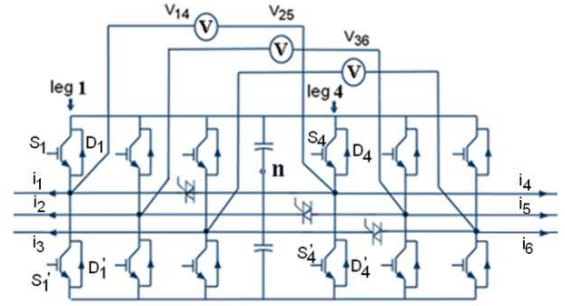 V14 V25
V
V V36
V
leg 1 leg 4
S1 D1 S4 D4
n
i1 i4
i2 i5
i3 i6
S1' D1' S4' D4'